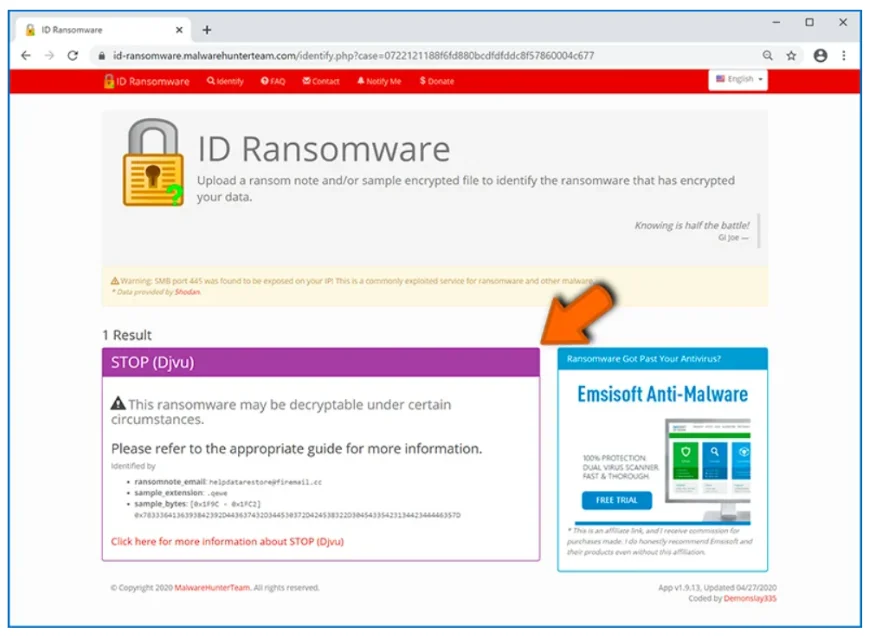 ID Ransomware
id-ransomware.malwarehunterteam.com/identify.php?case=0722121188f6fd880bcdfdfddc8f57860004c677
ID Ransomware Identify FAQ Contact Notify Me Donate English
ID Ransomware
Upload a ransom note and/or sample encrypted file to identify the ransomware that has encrypted
your data.
Knowing is half the battle!
GI Joe —
Warning: SMB port 445 was found to be exposed on your IP! This is a commonly exploited service for ransomware and other malware.
* Data provided by Shodan.
1 Result
STOP (Djvu)
This ransomware may be decryptable under certain
circumstances.
Please refer to the appropriate guide for more information.
Identified by
• ransomnote_email: helpdatarestore@firemail.cc
• sample_extension: .qewe
• sample_bytes: [0x1F9C - 0x1FC2]
Click here for more information about STOP (Djvu)
Ransomware Got Past Your Antivirus?
Emsisoft Anti-Malware
100% PROTECTION.
DUAL VIRUS SCANNER.
FAST & THOROUGH.
FREE TRIAL
* This is an affiliate link, and I receive commission for
purchases made. I do honestly recommend Emsisoft and
their products even without this affiliation.
© Copyright 2020 MalwareHunterTeam. All rights reserved.
App v1.9.13, Updated 04/27/2020
Coded by Demonslay335